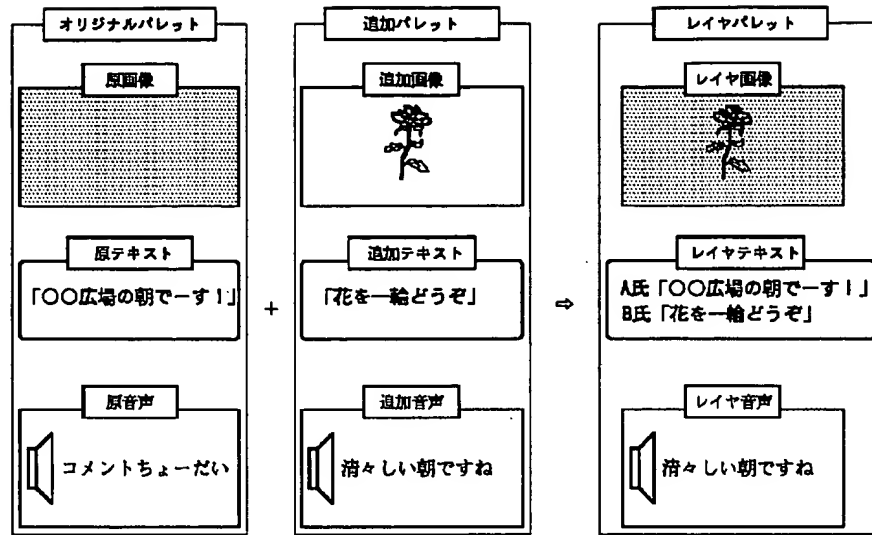 オリジナルパレット
原画像
原テキスト
「〇〇広場の朝でーす!」
原音声
コメントちょーだい
+
追加パレット
追加画像
追加テキスト
「花を一輪どうぞ」
追加音声
清々しい朝ですね
⇨
レイヤパレット
レイヤ画像
レイヤテキスト
A氏「〇〇広場の朝でーす!」
B氏「花を一輪どうぞ」
レイヤ音声
清々しい朝ですね